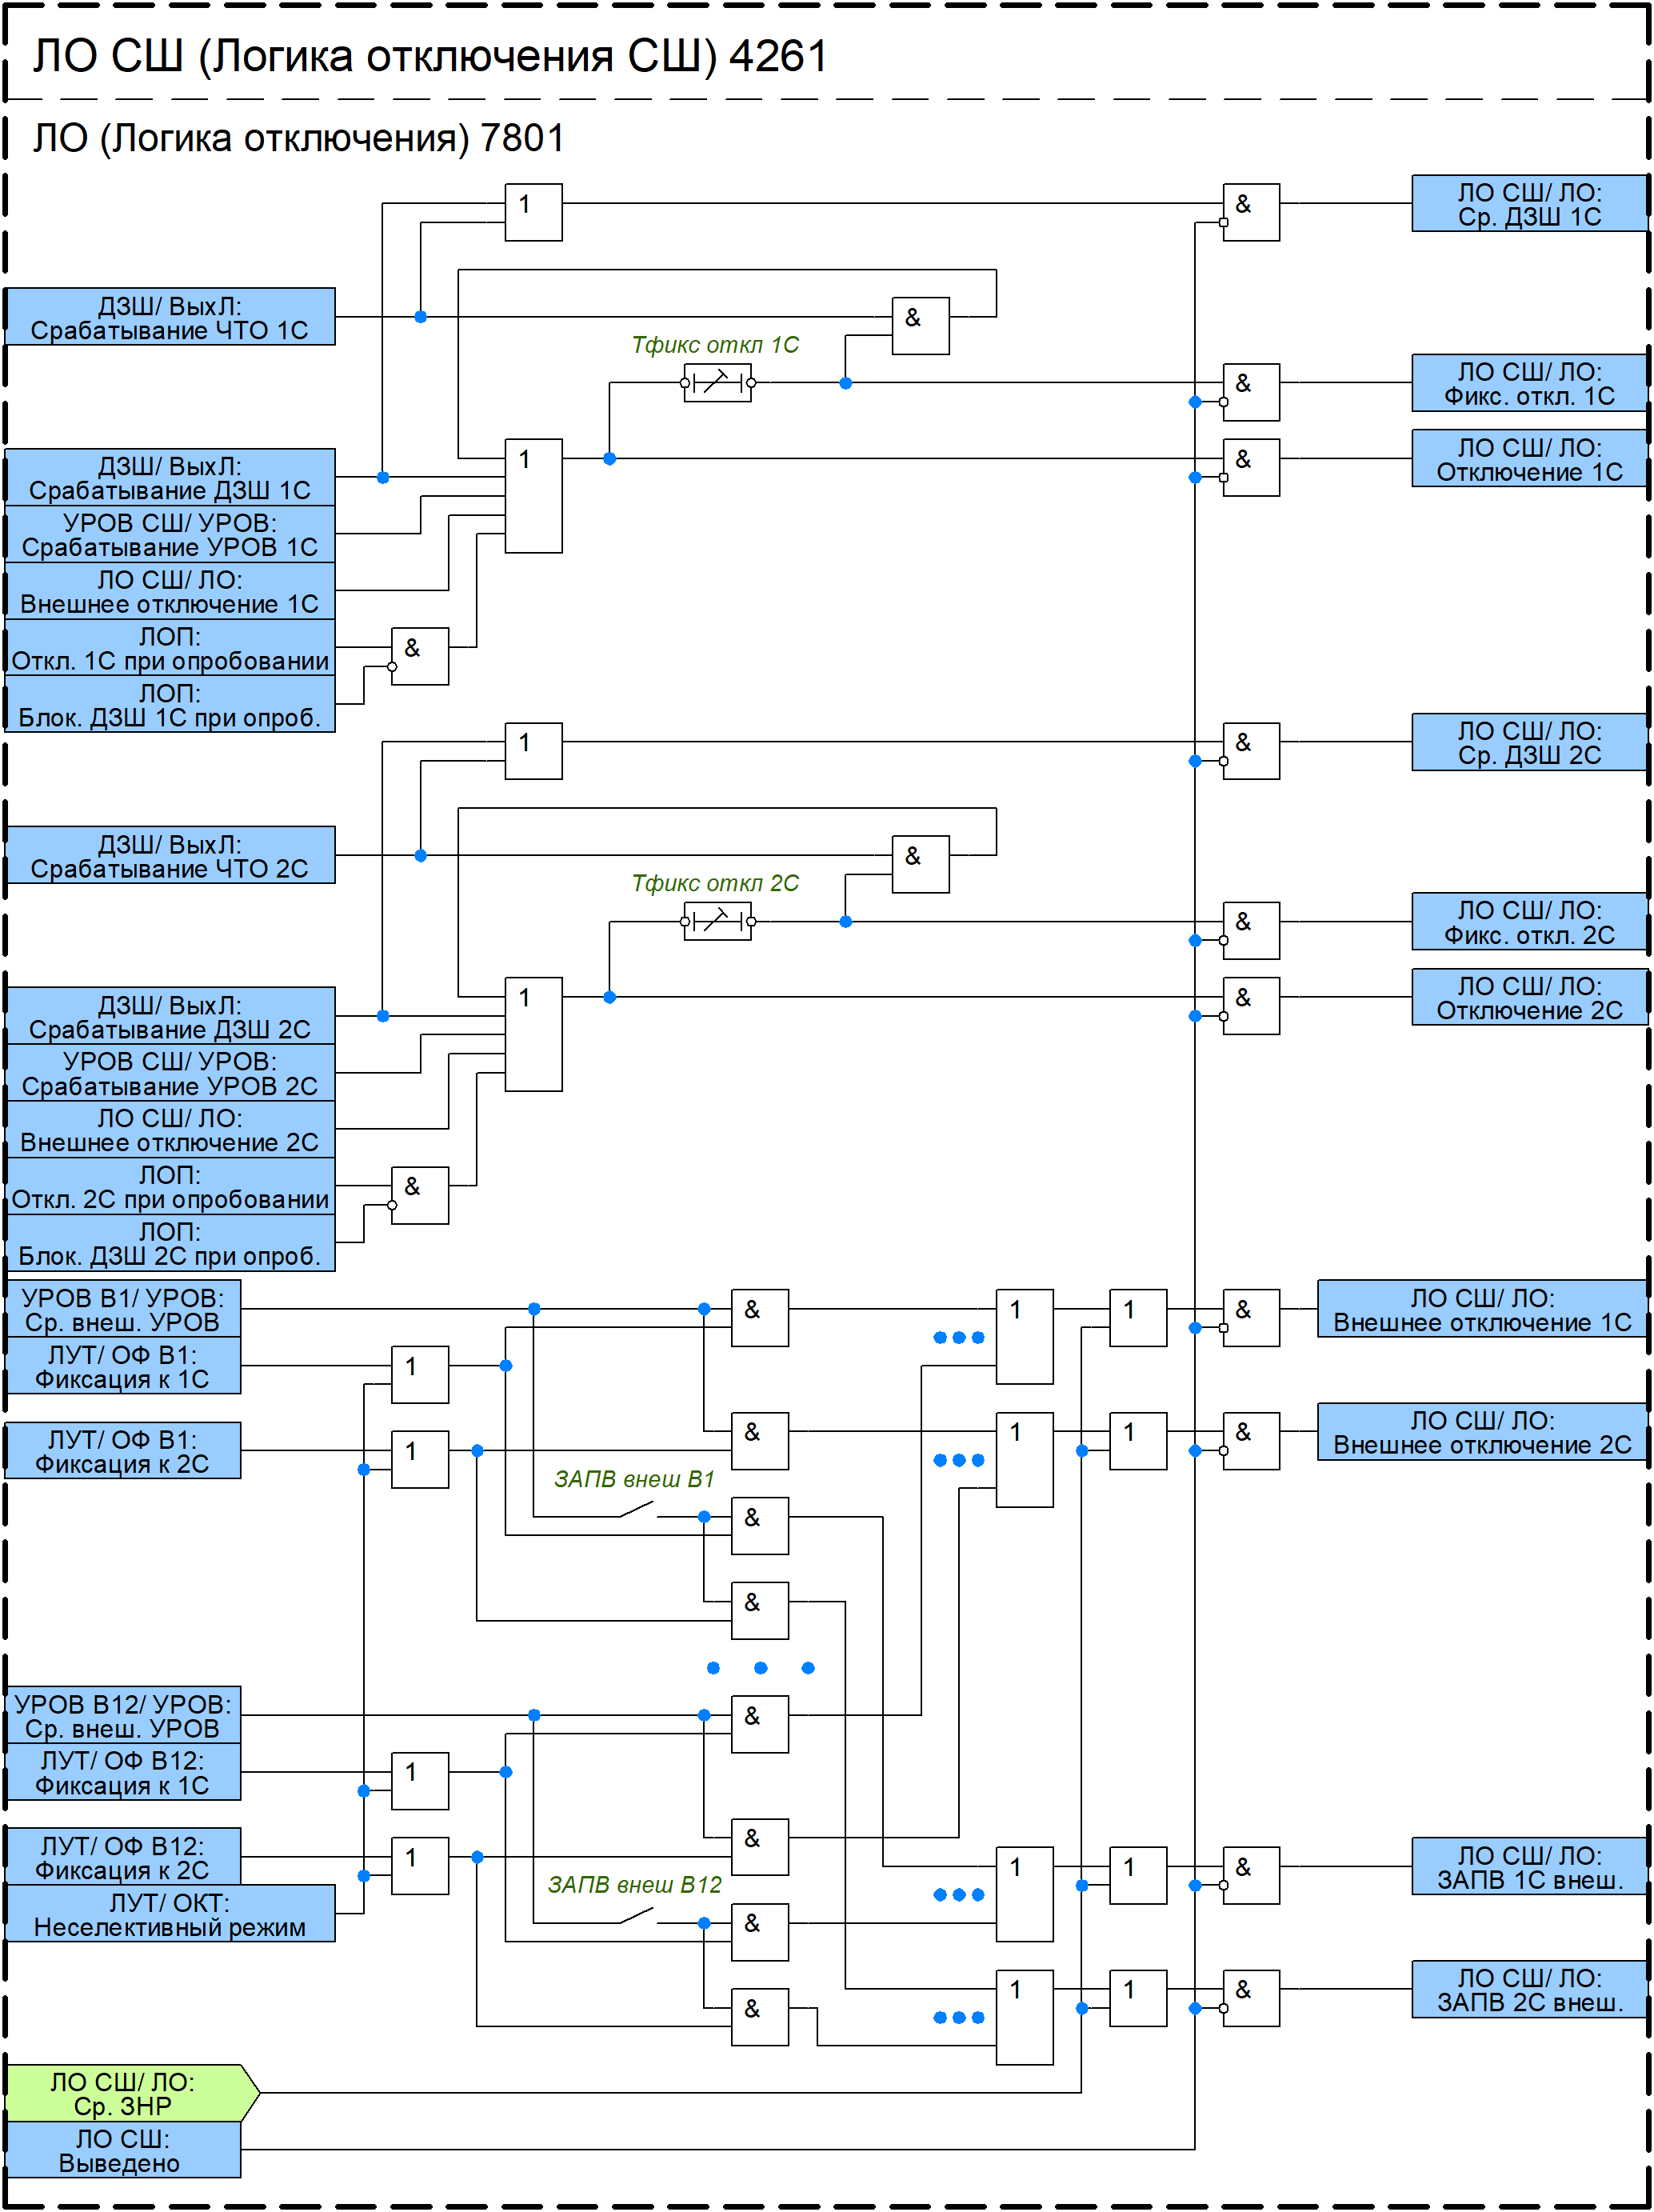 ЛО СШ (Логика отключения СШ) 4261
ЛО (Логика отключения) 7801
1
&
ЛО СШ/ ЛО:
Ср. ДЗШ 1С
ДЗШ/ ВыхЛ:
Срабатывание ЧТО 1С
&
Тфикс откл 1С
&
ЛО СШ/ ЛО:
Фикс. откл. 1С
ДЗШ/ ВыхЛ:
Срабатывание ДЗШ 1С
1
&
ЛО СШ/ ЛО:
Отключение 1С
УРОВ СШ/ УРОВ:
Срабатывание УРОВ 1С
ЛО СШ/ ЛО:
Внешнее отключение 1С
ЛОП:
Откл. 1С при опробовании
&
ЛОП:
Блок. ДЗШ 1С при опроб.
1
&
ЛО СШ/ ЛО:
Ср. ДЗШ 2С
ДЗШ/ ВыхЛ:
Срабатывание ЧТО 2С
&
Тфикс откл 2С
&
ЛО СШ/ ЛО:
Фикс. откл. 2С
ДЗШ/ ВыхЛ:
Срабатывание ДЗШ 2С
1
&
ЛО СШ/ ЛО:
Отключение 2С
УРОВ СШ/ УРОВ:
Срабатывание УРОВ 2С
ЛО СШ/ ЛО:
Внешнее отключение 2С
ЛОП:
Откл. 2С при опробовании
&
ЛОП:
Блок. ДЗШ 2С при опроб.
УРОВ В1/ УРОВ:
Ср. внеш. УРОВ
&
1
1
&
ЛО СШ/ ЛО:
Внешнее отключение 1С
ЛУТ/ ОФ В1:
Фиксация к 1С
1
ЛУТ/ ОФ В1:
Фиксация к 2С
1
&
1
1
&
ЛО СШ/ ЛО:
Внешнее отключение 2С
ЗАПВ внеш В1
&
&
УРОВ В12/ УРОВ:
Ср. внеш. УРОВ
&
ЛУТ/ ОФ В12:
Фиксация к 1С
1
ЛУТ/ ОФ В12:
Фиксация к 2С
1
&
1
1
&
ЛО СШ/ ЛО:
ЗАПВ 1С внеш.
ЛУТ/ ОКТ:
Неселективный режим
ЗАПВ внеш В12
&
&
1
1
&
ЛО СШ/ ЛО:
ЗАПВ 2С внеш.
ЛО СШ/ ЛО:
Ср. ЗНР
ЛО СШ:
Выведено